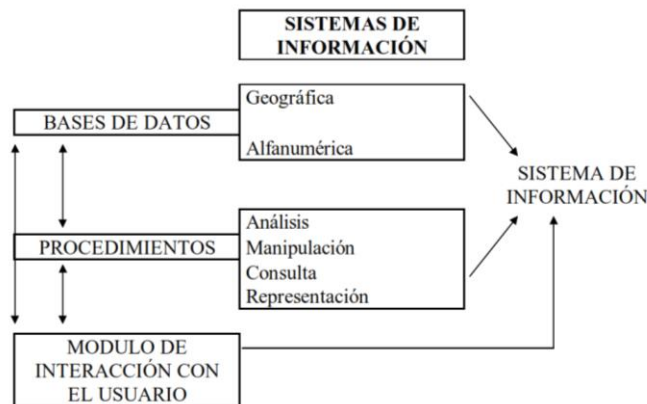 SISTEMAS DE
INFORMACIÓN
BASES DE DATOS
Geográfica
Alfanumérica
SISTEMA DE
INFORMACIÓN
PROCEDIMIENTOS
Análisis
Manipulación
Consulta
Representación
MODULO DE
INTERACCIÓN CON
EL USUARIO